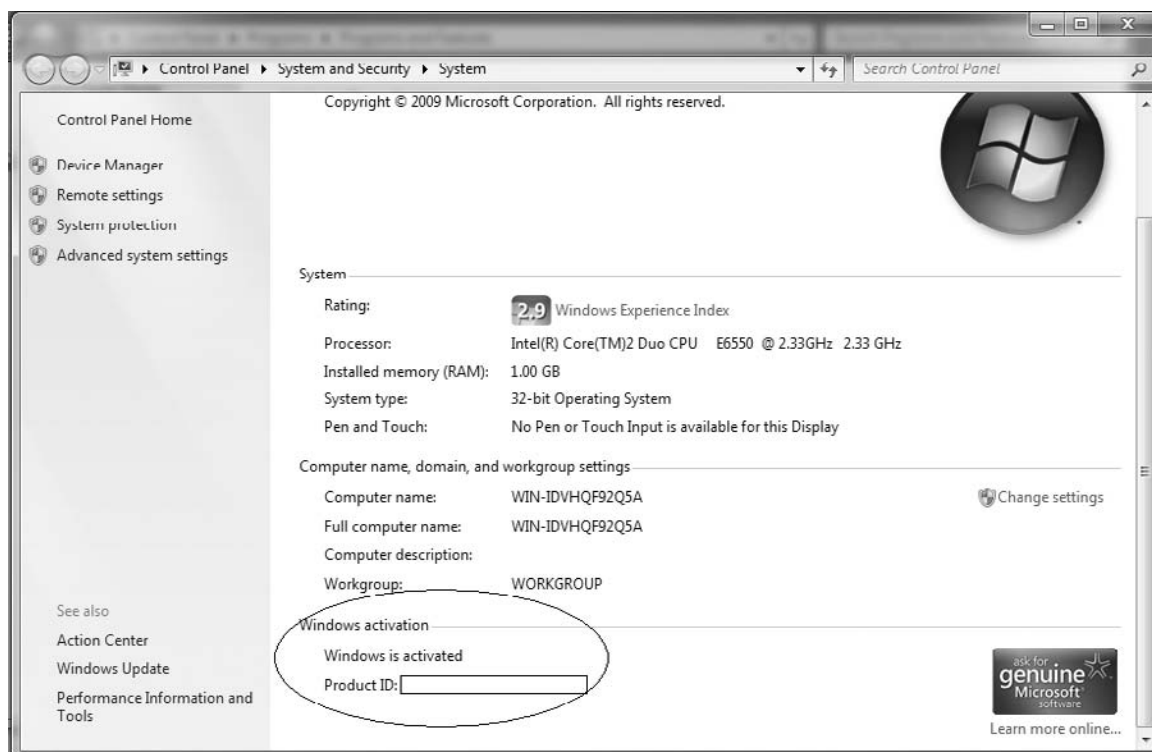 Control Panel ▸ System and Security ▸ System
Search Control Panel
Control Panel Home
Device Manager
Remote settings
System protection
Advanced system settings
See also
Action Center
Windows Update
Performance Information and
Tools
Copyright © 2009 Microsoft Corporation. All rights reserved.
System
Rating: 2,9 Windows Experience Index
Processor: Intel(R) Core(TM)2 Duo CPU E6550 @ 2.33GHz 2.33 GHz
Installed memory (RAM): 1.00 GB
System type: 32-bit Operating System
Pen and Touch: No Pen or Touch Input is available for this Display
Computer name, domain, and workgroup settings
Computer name: WIN-IDVHQF92Q5A
Change settings
Full computer name: WIN-IDVHQF92Q5A
Computer description:
Workgroup: WORKGROUP
Windows activation
Windows is activated
Product ID:
ask for
genuine
Microsoft
software
Learn more online...